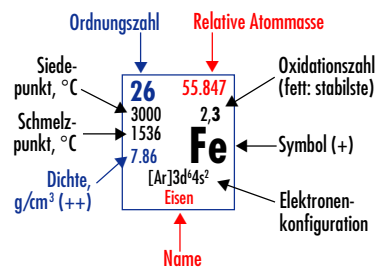 Ordnungszahl
Relative Atommasse
Siede-
punkt, °C
Schmelz-
punkt, °C
Dichte,
g/cm³ (++)
26
55.847
3000
2,3
1536
Fe
7.86
[Ar]3d⁶4s²
Eisen
Oxidationszahl
(fett: stabilste)
Symbol (+)
Elektronen-
konfiguration
Name